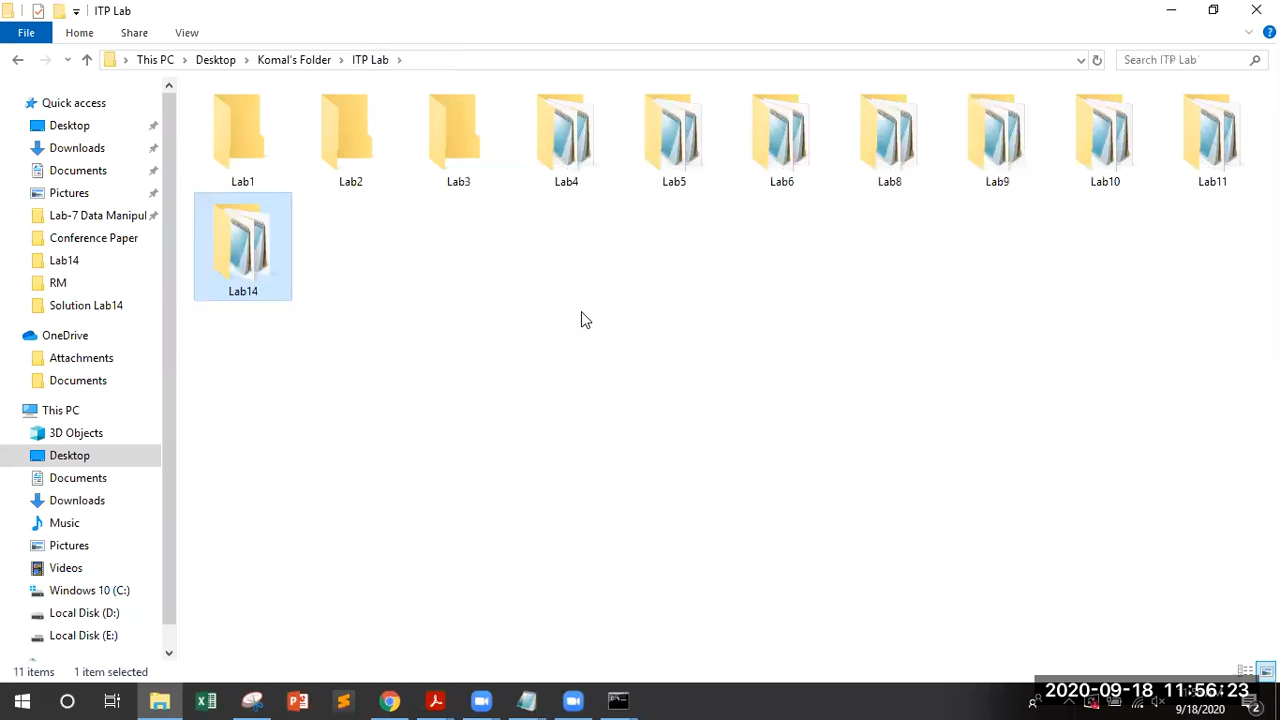 ITP Lab
File Home Share View
This PC Desktop Komal's Folder ITP Lab
Search ITP Lab
Quick access
Desktop
Downloads
Documents
Pictures
Lab-7 Data Manipul
Conference Paper
Lab14
RM
Solution Lab14
OneDrive
Attachments
Documents
This PC
3D Objects
Desktop
Documents
Downloads
Music
Pictures
Videos
Windows 10 (C:)
Local Disk (D:)
Local Disk (E:)
Lab1 Lab2 Lab3 Lab4 Lab5 Lab6 Lab8 Lab9 Lab10 Lab11
Lab14
11 items 1 item selected
2020-09-18 11:56:23
9/18/2020
2